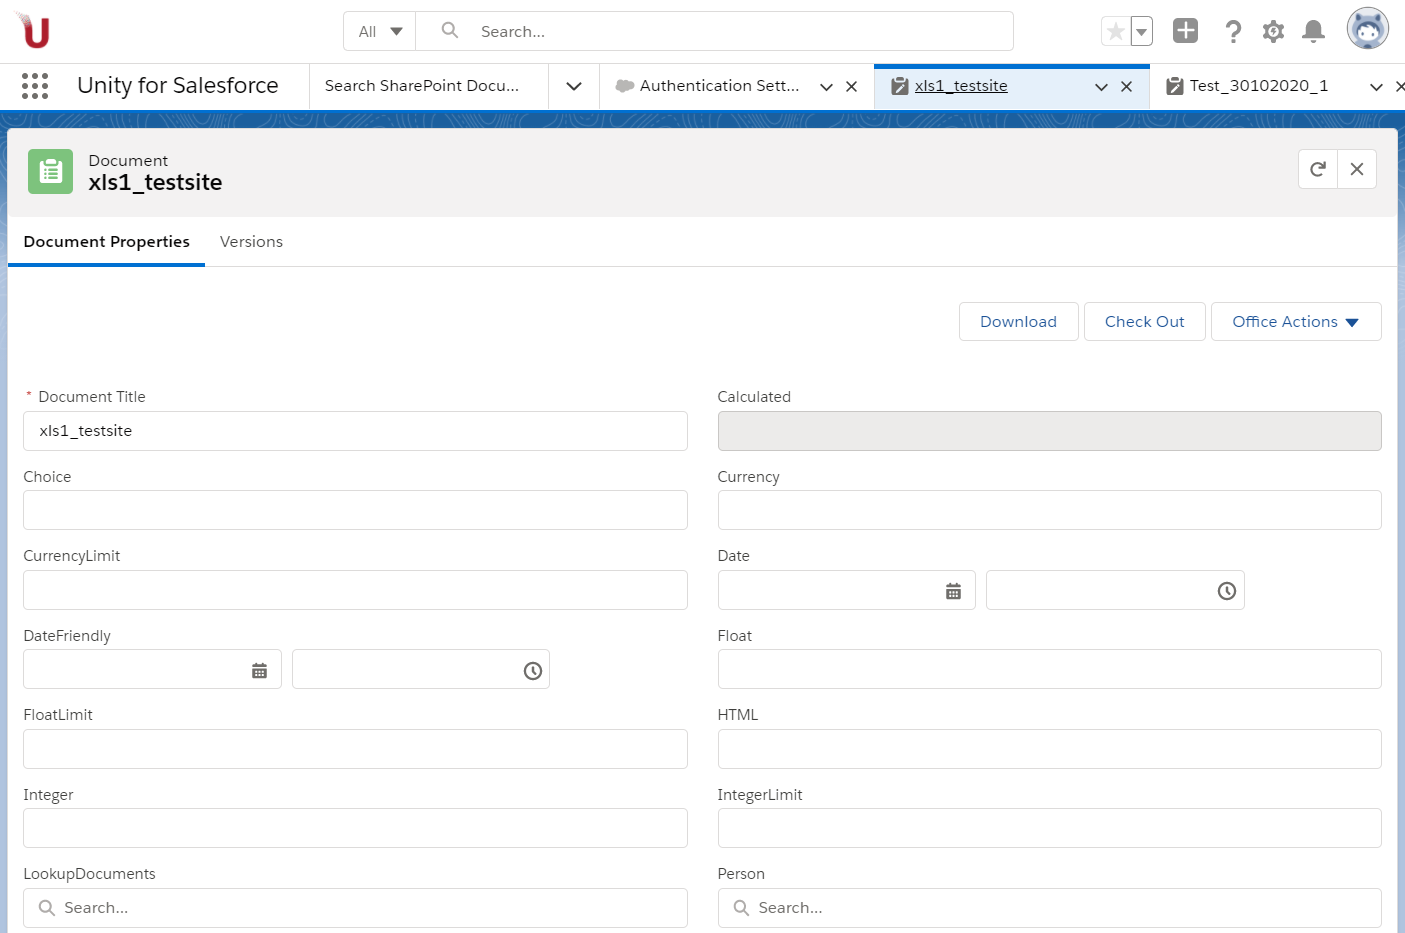 All
Search...
Unity for Salesforce
Search SharePoint Docu...
Authentication Sett...
xls1_testsite
Test_30102020_1
Document
xls1_testsite
Document Properties
Versions
Download
Check Out
Office Actions
* Document Title
Calculated
xls1_testsite
Choice
Currency
CurrencyLimit
Date
DateFriendly
Float
FloatLimit
HTML
Integer
IntegerLimit
LookupDocuments
Person
Search...
Search...